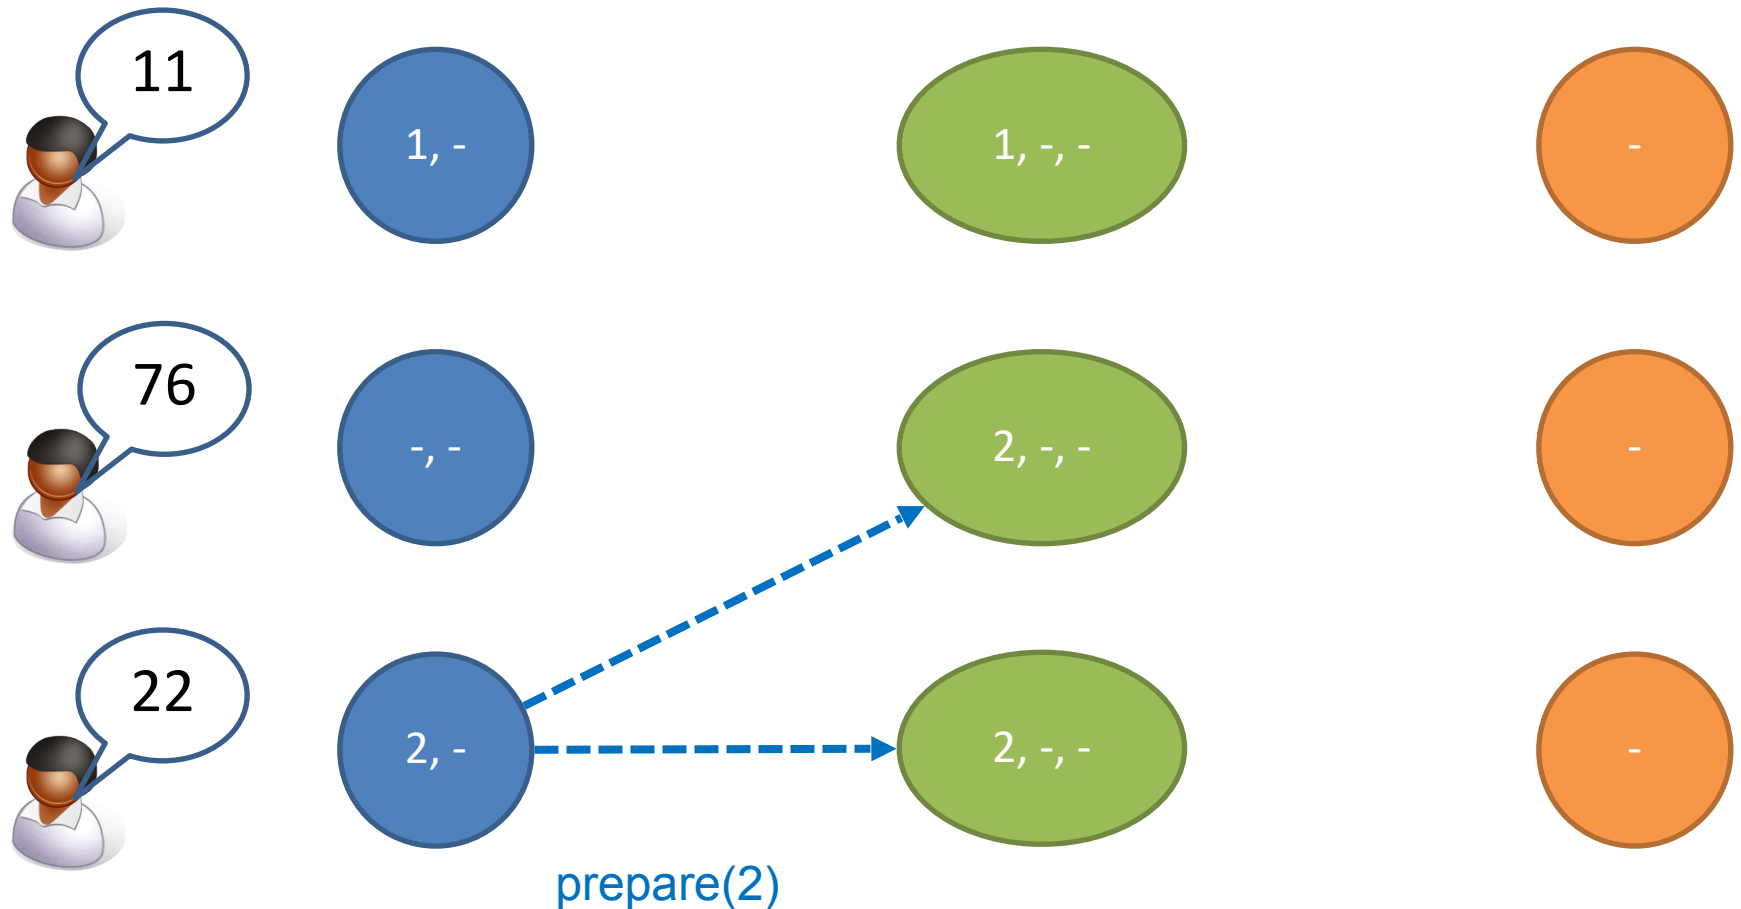 11
1, -
1, -, -
-
76
-, -
2, -, -
-
22
2, -
2, -, -
-
prepare(2)